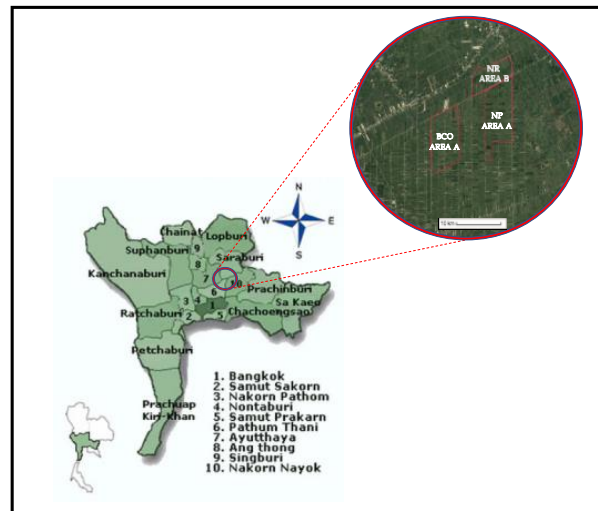 NR
AREA B
NP
AREA A
BCO
AREA A
10 km
N
W
E
S
Chainat
Lopburi
Suphanburi
9
8
Saraburi
Kanchanaburi
7
10
Prachinburi
6
Sa Kaeo
3
4
1
Ratchaburi
2
5
Chachoengsao
Petchaburi
Prachuap
Kiri-Khan
1. Bangkok
2. Samut Sakorn
3. Nakorn Pathom
4. Nontaburi
5. Samut Prakarn
6. Pathum Thani
7. Ayutthaya
8. Ang thong
9. Singburi
10. Nakorn Nayok